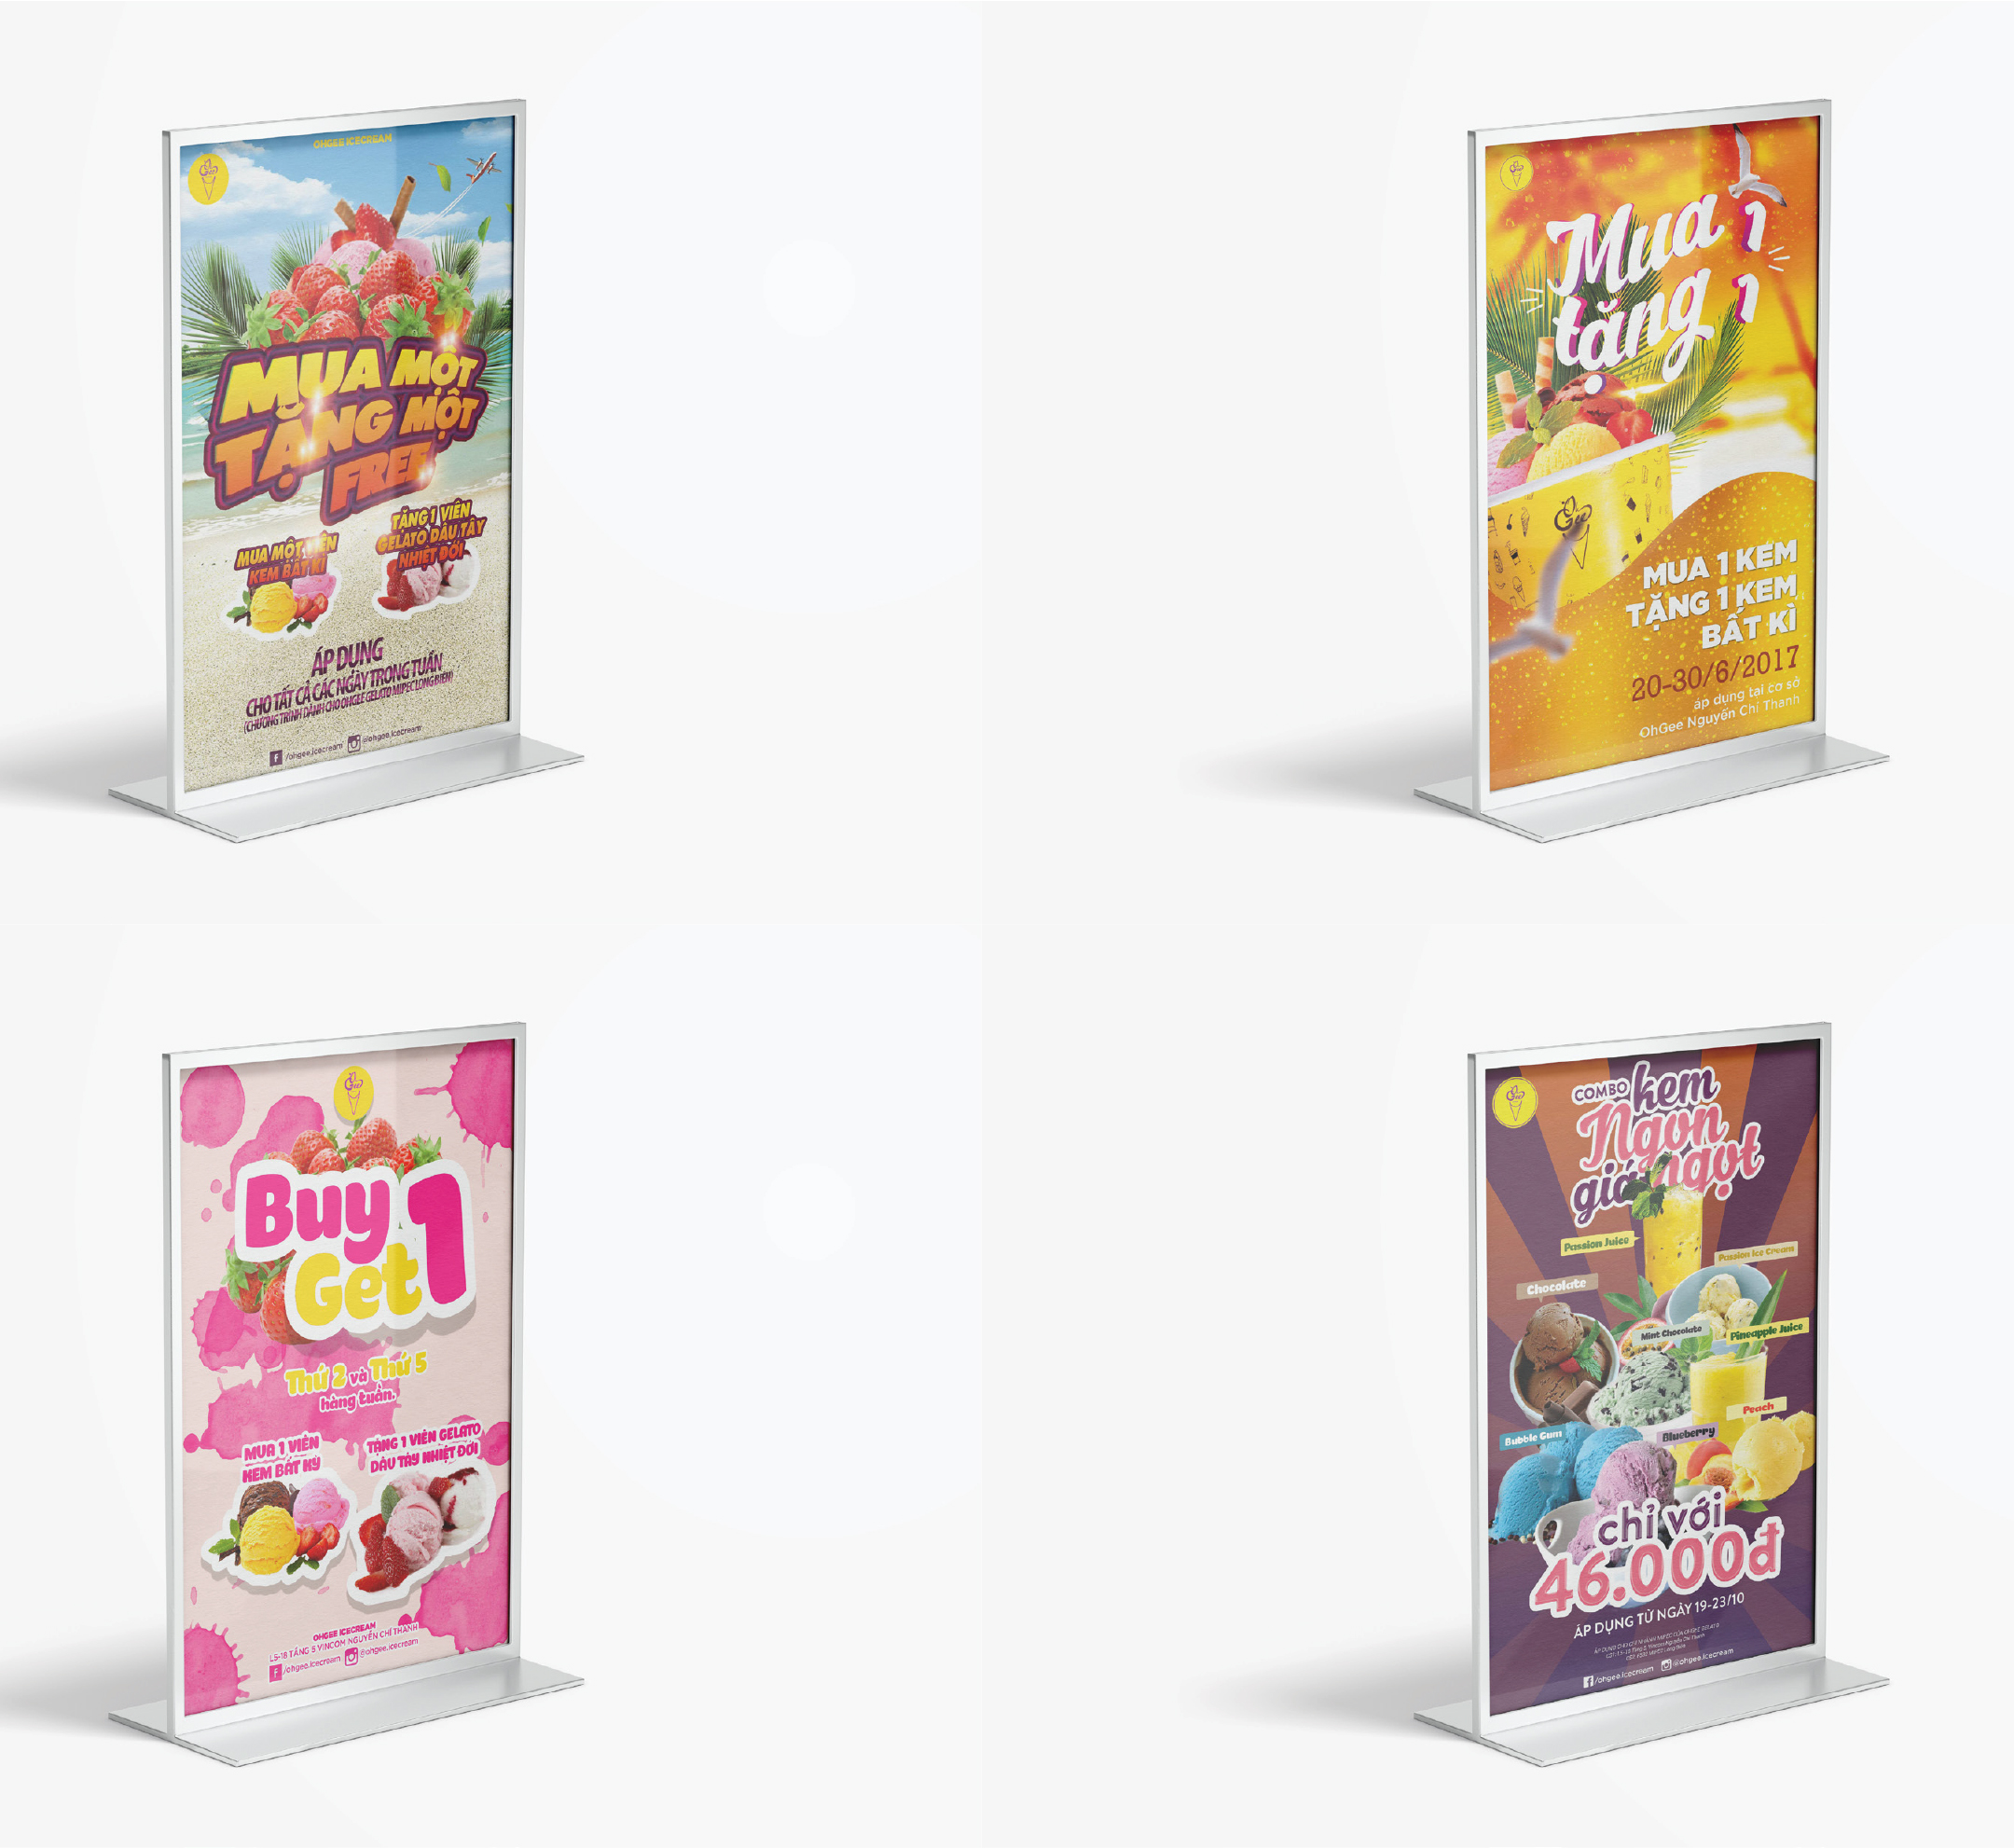 OHGEE ICECREAM
Gee
MUA MỘT
TẶNG MỘT
FREE
MUA MỘT VIÊN
KEM BẤT KÌ
TẶNG 1 VIÊN
GELATO DÂU TÂY
NHIỆT ĐỚI
ÁP DỤNG
CHO TẤT CẢ CÁC NGÀY TRONG TUẦN
(CHƯƠNG TRÌNH DÀNH CHO OHGEE GELATO MIPEC LONG BIÊN)
/ohgee.icecream @ohgee.icecream
Gee
Mua 1
tặng 1
Gee
MUA 1 KEM
TẶNG 1 KEM
BẤT KÌ
20-30/6/2017
áp dụng tại cơ sở
OhGee Nguyễn Chí Thanh
Gee
Buy 1
Get
Thứ 2 và Thứ 5
hàng tuần.
MUA 1 VIÊN
KEM BẤT KỲ
TẶNG 1 VIÊN GELATO
DÂU TÂY NHIỆT ĐỚI
OHGEE ICECREAM
L5-18 TẦNG 5 VINCOM NGUYỄN CHÍ THANH
/ohgee.icecream @ohgee.icecream
Gee
COMBO kem
Ngon
giá ngọt
Passion Juice
Passion Ice Cream
Chocolate
Mint Chocolate
Pineapple Juice
Peach
Bubble Gum
Blueberry
chỉ với
46.000đ
ÁP DỤNG TỪ NGÀY 19-23/10
/ohgee.icecream @ohgee.icecream